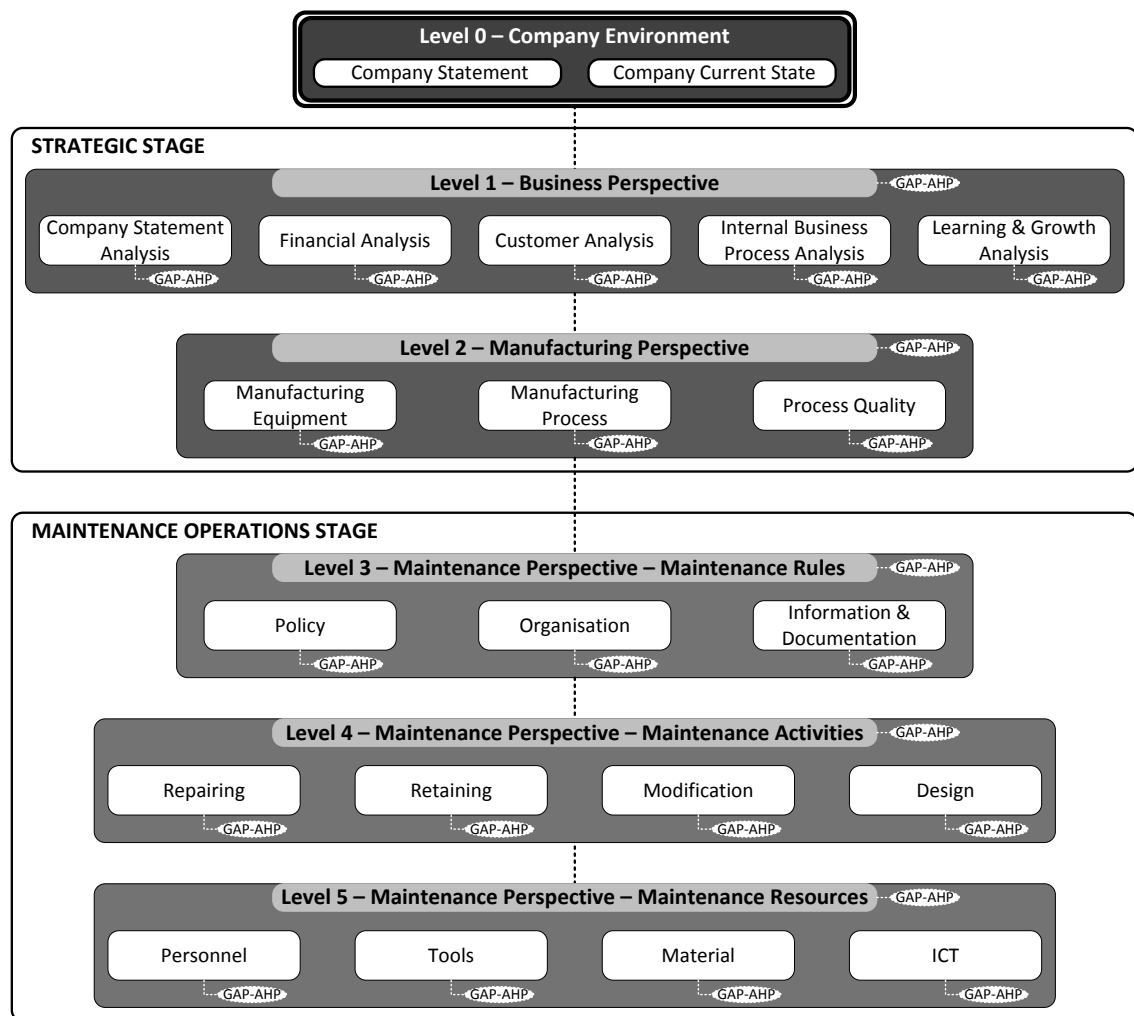 Level 0 – Company Environment
Company Statement
Company Current State
STRATEGIC STAGE
Level 1 – Business Perspective
GAP-AHP
Company Statement
Analysis
GAP-AHP
Financial Analysis
GAP-AHP
Customer Analysis
GAP-AHP
Internal Business
Process Analysis
GAP-AHP
Learning & Growth
Analysis
GAP-AHP
Level 2 – Manufacturing Perspective
GAP-AHP
Manufacturing
Equipment
GAP-AHP
Manufacturing
Process
GAP-AHP
Process Quality
GAP-AHP
MAINTENANCE OPERATIONS STAGE
Level 3 – Maintenance Perspective – Maintenance Rules
GAP-AHP
Policy
GAP-AHP
Organisation
GAP-AHP
Information &
Documentation
GAP-AHP
Level 4 – Maintenance Perspective – Maintenance Activities
GAP-AHP
Repairing
GAP-AHP
Retaining
GAP-AHP
Modification
GAP-AHP
Design
GAP-AHP
Level 5 – Maintenance Perspective – Maintenance Resources
GAP-AHP
Personnel
GAP-AHP
Tools
GAP-AHP
Material
GAP-AHP
ICT
GAP-AHP